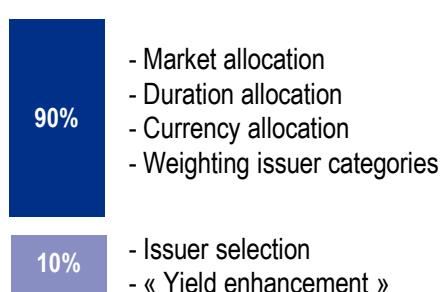 90%
- Market allocation
- Duration allocation
- Currency allocation
- Weighting issuer categories
10%
- Issuer selection
- « Yield enhancement »